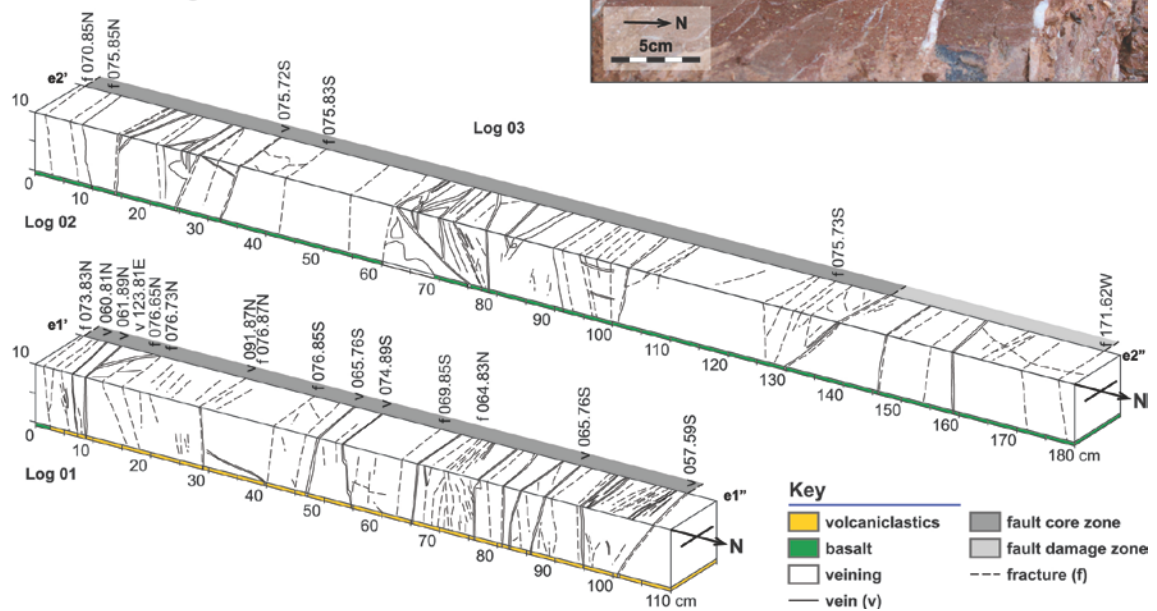 N
5cm
f 070.85N
f 075.85N
e2’
v 075.72S
f 075.83S
Log 03
10
0
10
20
30
40
50
60
70
80
90
100
110
120
130
140
150
160
170
180 cm
f 075.73S
f 171.62W
e2”
N
Log 02
f 073.83N
v 060.81N
v 061.89N
v 123.81E
f 076.65N
f 076.73N
e1’
v 091.87N
f 076.87N
f 076.85S
v 065.76S
v 074.89S
f 069.85S
f 064.83N
v 065.76S
v 057.59S
10
0
10
20
30
40
50
60
70
80
90
100
110 cm
e1”
N
Log 01
Key
volcaniclastics
basalt
veining
vein (v)
fault core zone
fault damage zone
fracture (f)